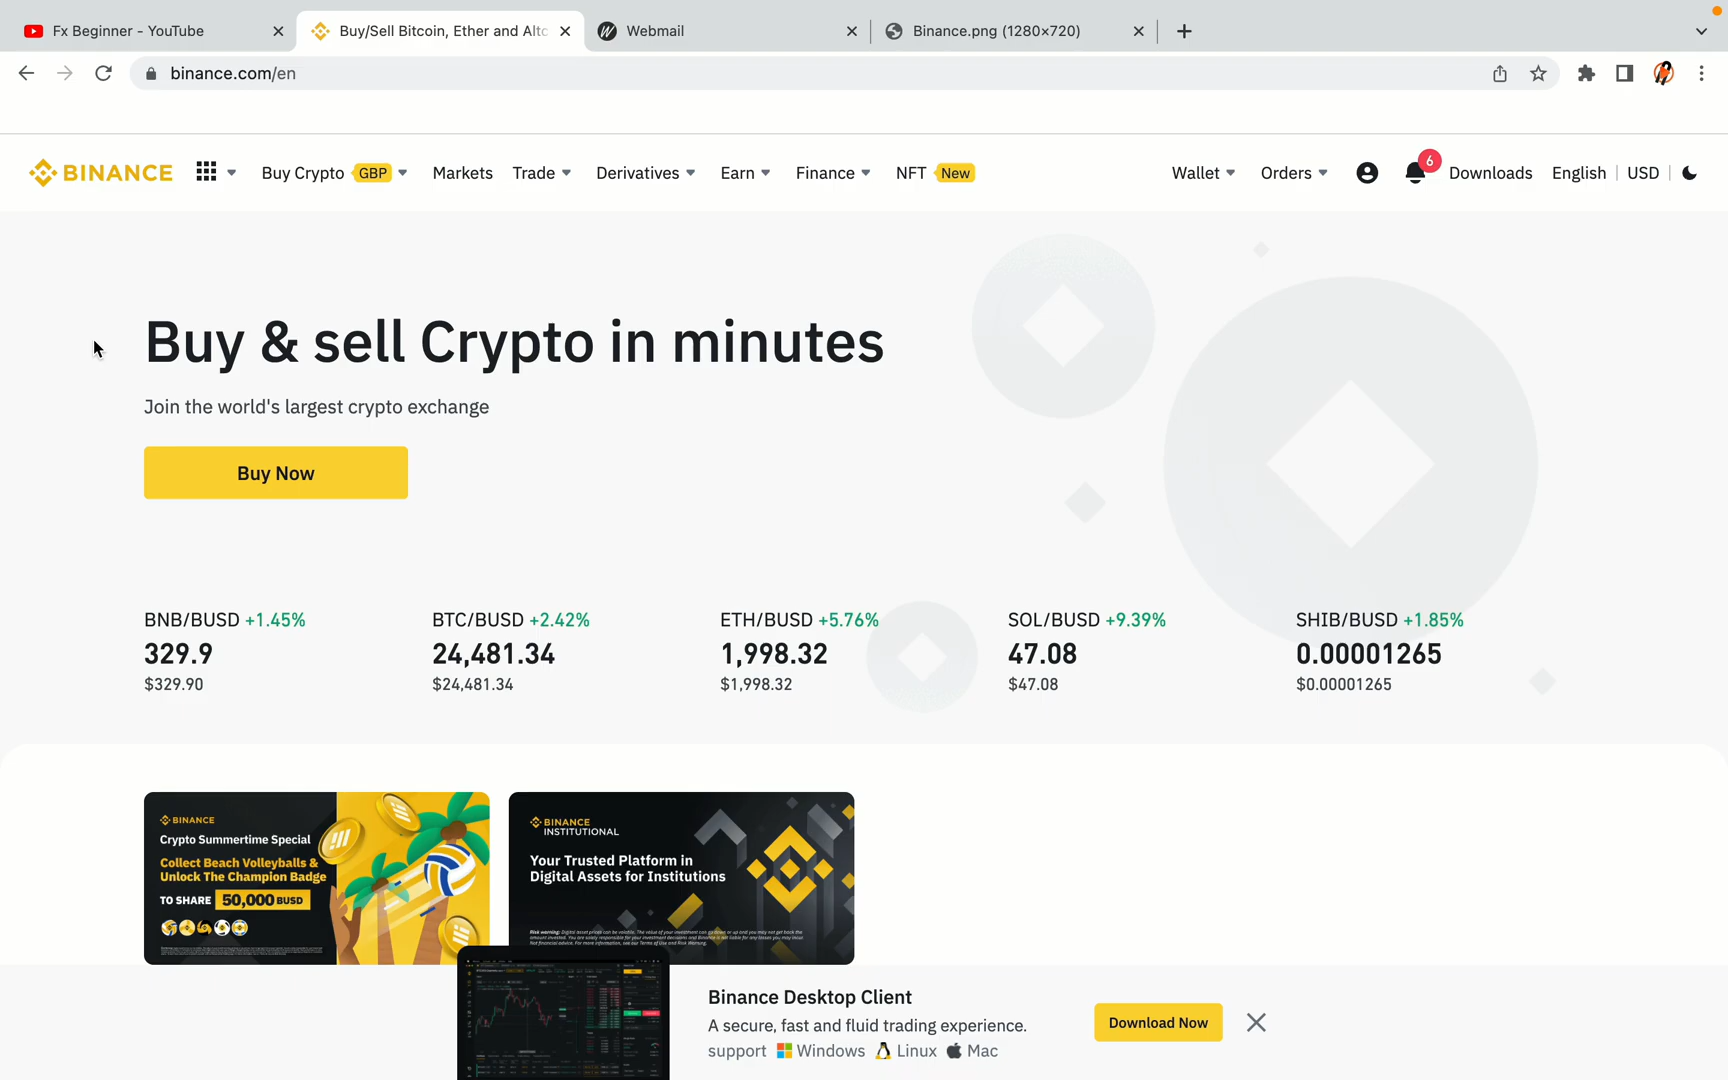 Fx Beginner - YouTube
Buy/Sell Bitcoin, Ether and Altc
Webmail
Binance.png (1280×720)
binance.com/en
BINANCE
Buy Crypto GBP
Markets
Trade
Derivatives
Earn
Finance
NFT New
Wallet
Orders
6
Downloads
English
USD
Buy & sell Crypto in minutes
Join the world's largest crypto exchange
Buy Now
BNB/BUSD +1.45%
329.9
$329.90
BTC/BUSD +2.42%
24,481.34
$24,481.34
ETH/BUSD +5.76%
1,998.32
$1,998.32
SOL/BUSD +9.39%
47.08
$47.08
SHIB/BUSD +1.85%
0.00001265
$0.00001265
BINANCE
Crypto Summertime Special
Collect Beach Volleyballs &
Unlock The Champion Badge
TO SHARE 50,000 BUSD
BINANCE
INSTITUTIONAL
Your Trusted Platform in
Digital Assets for Institutions
Binance Desktop Client
A secure, fast and fluid trading experience.
support Windows Linux Mac
Download Now